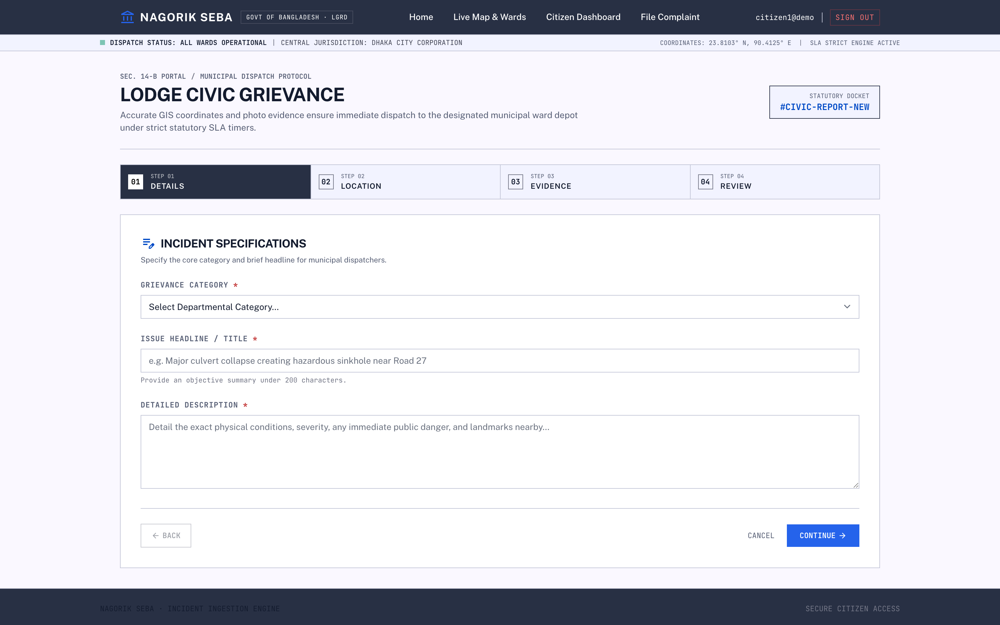 NAGORIK SEBA
GOVT OF BANGLADESH · LGRD
Home
Live Map & Wards
Citizen Dashboard
File Complaint
citizen1@demo
SIGN OUT
DISPATCH STATUS: ALL WARDS OPERATIONAL | CENTRAL JURISDICTION: DHAKA CITY CORPORATION
COORDINATES: 23.8103° N, 90.4125° E | SLA STRICT ENGINE ACTIVE
SEC. 14-B PORTAL / MUNICIPAL DISPATCH PROTOCOL
LODGE CIVIC GRIEVANCE
Accurate GIS coordinates and photo evidence ensure immediate dispatch to the designated municipal ward depot
under strict statutory SLA timers.
STATUTORY DOCKET
#CIVIC-REPORT-NEW
01
STEP 01
DETAILS
02
STEP 02
LOCATION
03
STEP 03
EVIDENCE
04
STEP 04
REVIEW
INCIDENT SPECIFICATIONS
Specify the core category and brief headline for municipal dispatchers.
GRIEVANCE CATEGORY *
Select Departmental Category...
ISSUE HEADLINE / TITLE *
e.g. Major culvert collapse creating hazardous sinkhole near Road 27
Provide an objective summary under 200 characters.
DETAILED DESCRIPTION *
Detail the exact physical conditions, severity, any immediate public danger, and landmarks nearby...
← BACK
CANCEL
CONTINUE →
NAGORIK SEBA · INCIDENT INGESTION ENGINE
SECURE CITIZEN ACCESS